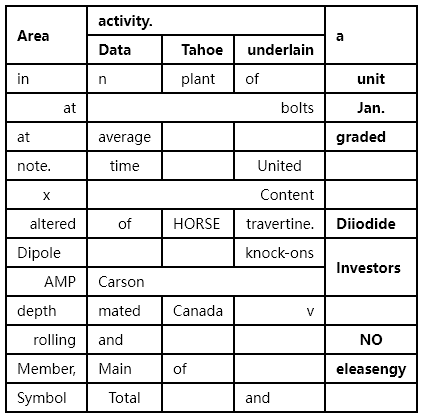 Area activity. a
Data Tahoe underlain
in n plant of unit
at bolts Jan.
at average graded
note. time United
x Content
altered of HORSE travertine. Diiodide
Dipole knock-ons
Investors
AMP Carson
depth mated Canada v
rolling and NO
Member, Main of eleasengy
Symbol Total and